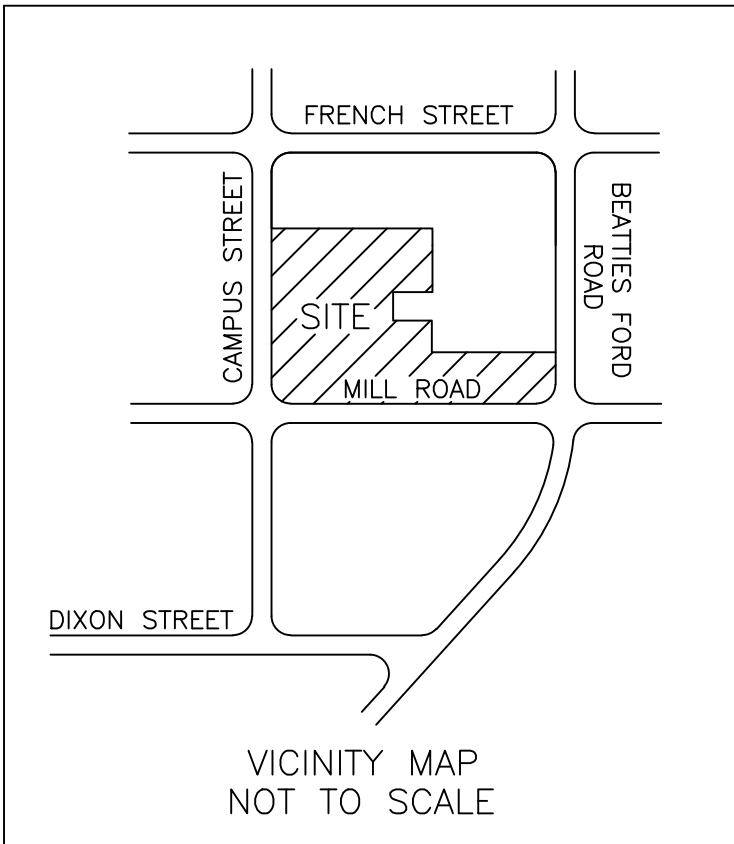 FRENCH STREET
CAMPUS STREET
BEATTIES FORD
ROAD
SITE
MILL ROAD
DIXON STREET
VICINITY MAP
NOT TO SCALE